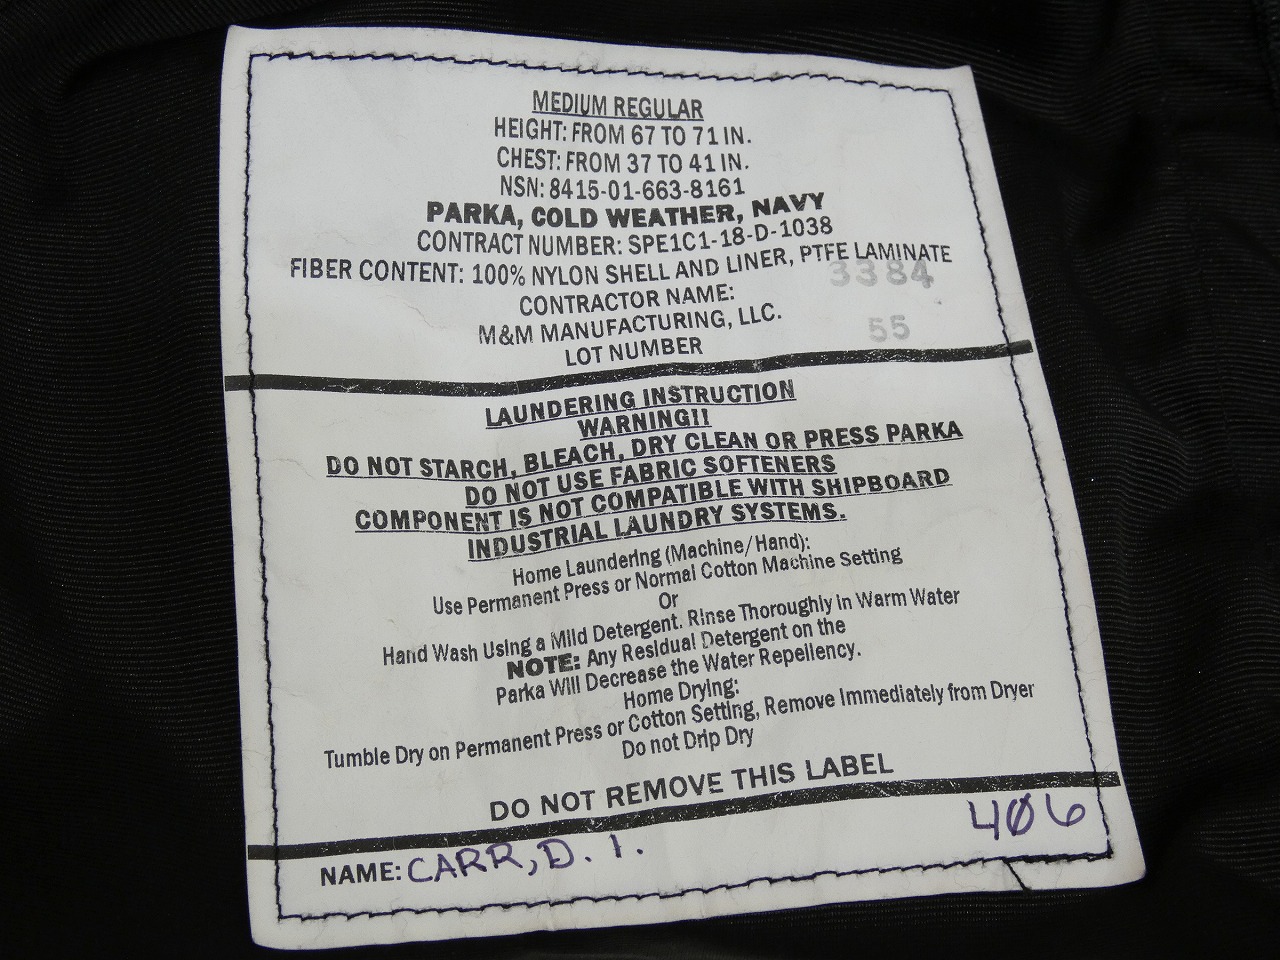 MEDIUM REGULAR
HEIGHT: FROM 67 TO 71 IN.
CHEST: FROM 37 TO 41 IN.
NSN: 8415-01-663-8161
PARKA, COLD WEATHER, NAVY
CONTRACT NUMBER: SPE1C1-18-D-1038
FIBER CONTENT: 100% NYLON SHELL AND LINER, PTFE LAMINATE
3384
CONTRACTOR NAME:
M&M MANUFACTURING, LLC.
55
LOT NUMBER
LAUNDERING INSTRUCTION
WARNING!!
DO NOT STARCH, BLEACH, DRY CLEAN OR PRESS PARKA
DO NOT USE FABRIC SOFTENERS
COMPONENT IS NOT COMPATIBLE WITH SHIPBOARD
INDUSTRIAL LAUNDRY SYSTEMS.
Home Laundering (Machine/Hand):
Use Permanent Press or Normal Cotton Machine Setting
Or
Hand Wash Using a Mild Detergent. Rinse Thoroughly in Warm Water
NOTE: Any Residual Detergent on the
Parka Will Decrease the Water Repellency.
Home Drying:
Tumble Dry on Permanent Press or Cotton Setting, Remove Immediately from Dryer
Do not Drip Dry
DO NOT REMOVE THIS LABEL
406
NAME: CARR, D. I.